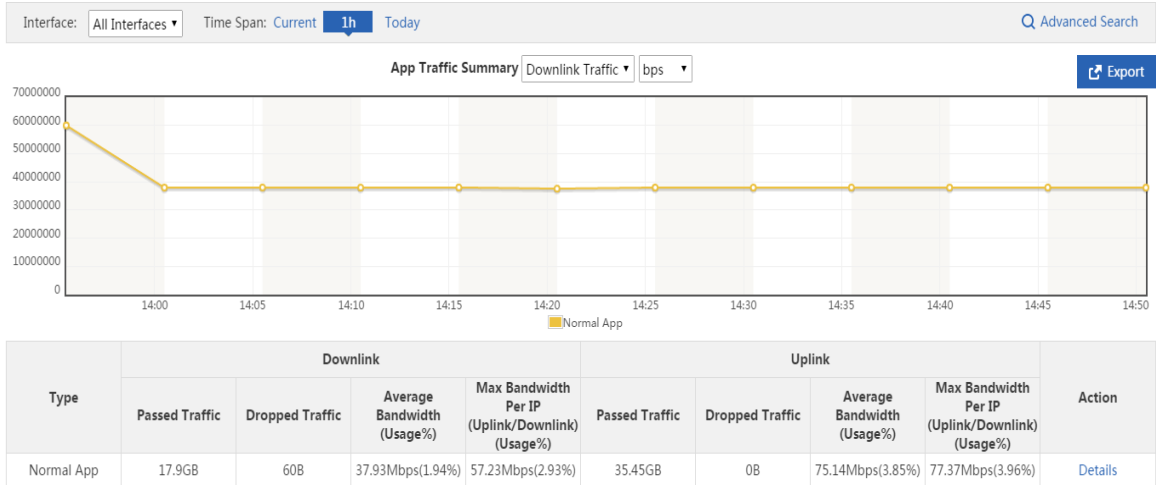 Interface: All Interfaces Time Span: Current 1h Today Advanced Search
App Traffic Summary Downlink Traffic bps Export
70000000
60000000
50000000
40000000
30000000
20000000
10000000
0
14:00 14:05 14:10 14:15 14:20 14:25 14:30 14:35 14:40 14:45 14:50
Normal App
Type Downlink Uplink Action
Passed Traffic Dropped Traffic Average Bandwidth (Usage%) Max Bandwidth Per IP (Uplink/Downlink) (Usage%) Passed Traffic Dropped Traffic Average Bandwidth (Usage%) Max Bandwidth Per IP (Uplink/Downlink) (Usage%)
Normal App 17.9GB 60B 37.93Mbps(1.94%) 57.23Mbps(2.93%) 35.45GB 0B 75.14Mbps(3.85%) 77.37Mbps(3.96%) Details